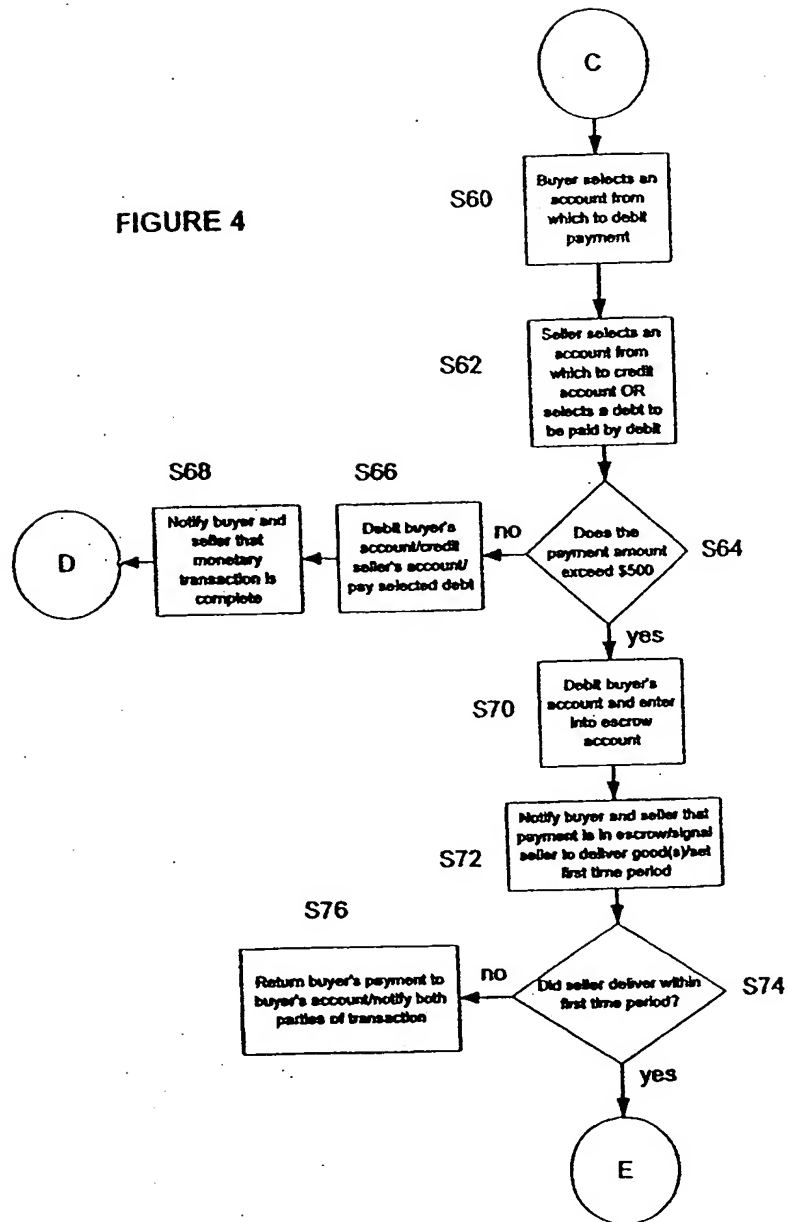 FIGURE 4
C
S60
Buyer selects an
account from
which to debit
payment
S62
Seller selects an
account from
which to credit
account OR
selects a debt to
be paid by debit
S64
Does the
payment amount
exceed $500
no
S66
Debit buyer's
account/credit
seller's account/
pay selected debt
S68
Notify buyer and
seller that
monetary
transaction is
complete
D
yes
S70
Debit buyer's
account and enter
into escrow
account
S72
Notify buyer and seller that
payment is in escrow/signal
seller to deliver good(s)/set
first time period
S74
Did seller deliver within
first time period?
no
S76
Return buyer's payment to
buyer's account/notify both
parties of transaction
yes
E